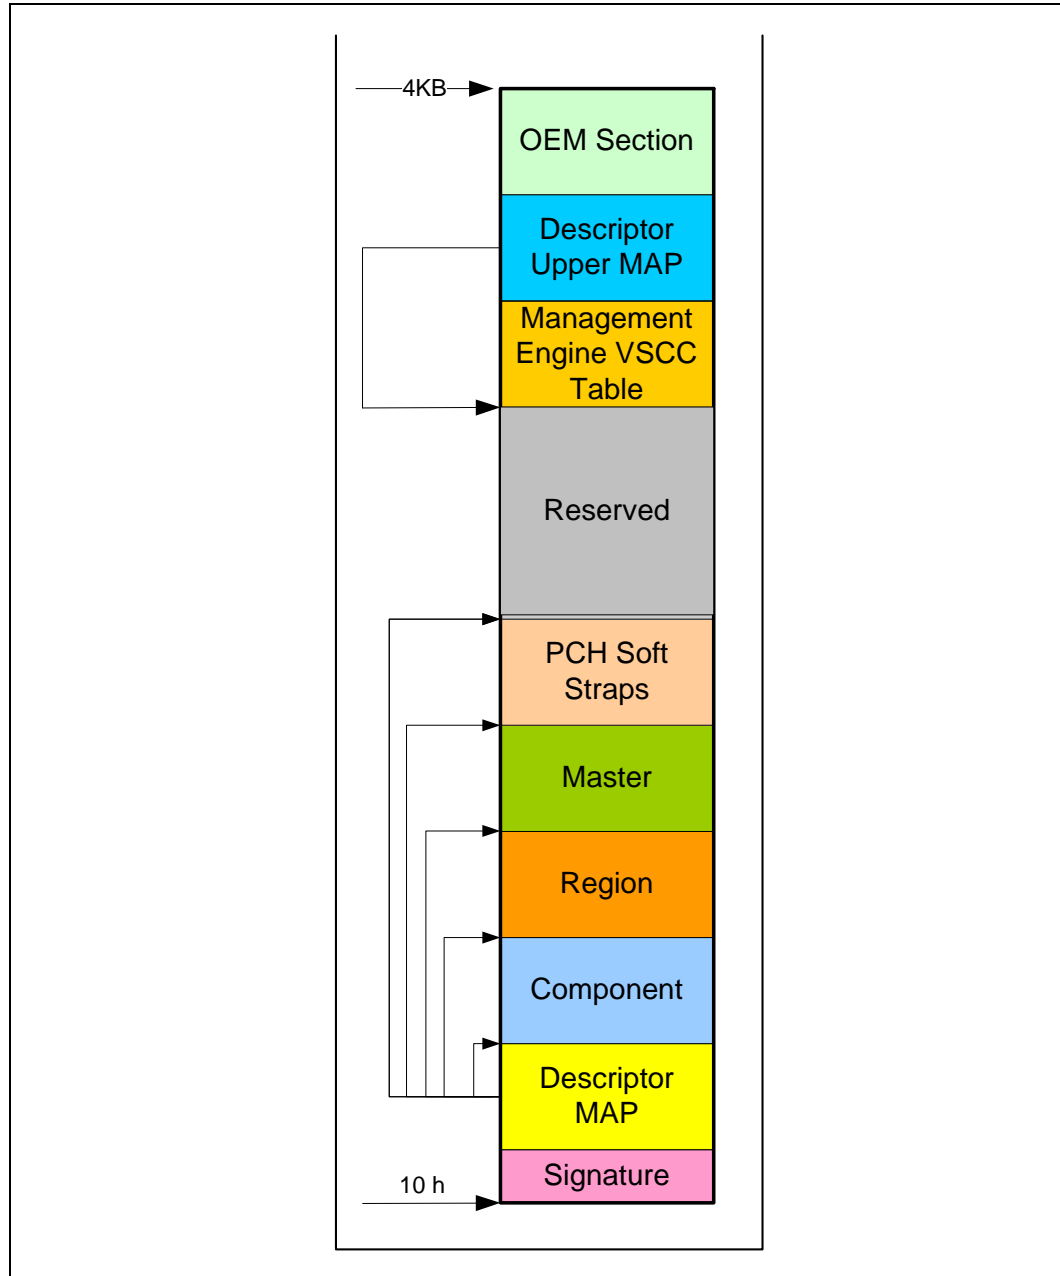 4KB
OEM Section
Descriptor
Upper MAP
Management
Engine VSCC
Table
Reserved
PCH Soft
Straps
Master
Region
Component
Descriptor
MAP
Signature
10 h